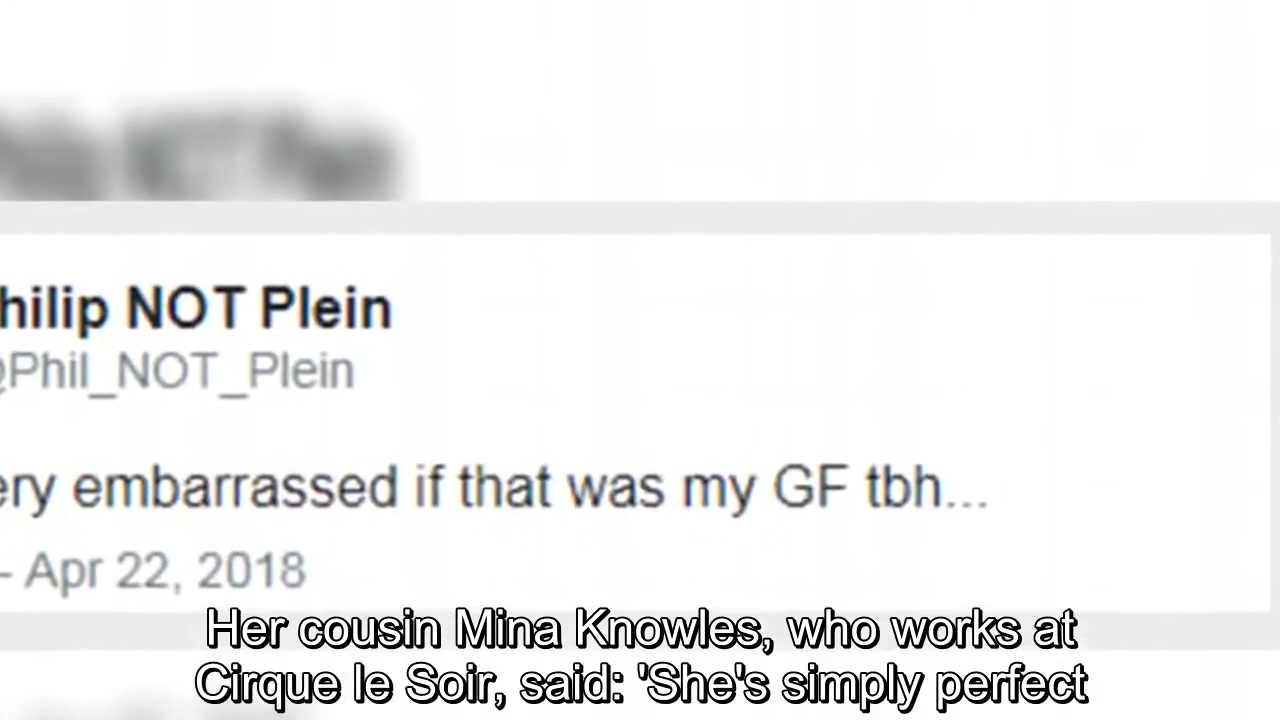 hilip NOT Plein
@Phil_NOT_Plein
ery embarrassed if that was my GF tbh...
- Apr 22, 2018
Her cousin Mina Knowles, who works at
Cirque le Soir, said: 'She's simply perfect